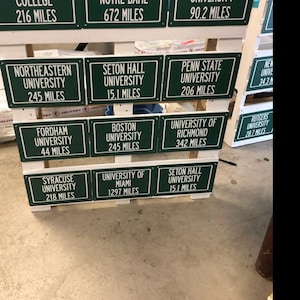 COLLEGE
216 MILES
NOTRE DAME
672 MILES
90.2 MILES
NORTHEASTERN
UNIVERSITY
245 MILES
SETON HALL
UNIVERSITY
15.1 MILES
PENN STATE
UNIVERSITY
206 MILES
FORDHAM
UNIVERSITY
44 MILES
BOSTON
UNIVERSITY
245 MILES
UNIVERSITY OF
RICHMOND
342 MILES
SYRACUSE
UNIVERSITY
218 MILES
UNIVERSITY OF
MIAMI
1297 MILES
SETON HALL
UNIVERSITY
15.1 MILES
RUTGERS